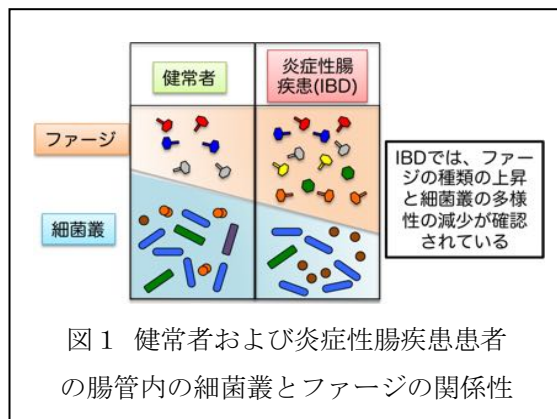 健常者
炎症性腸
疾患(IBD)
ファージ
細菌叢
IBDでは、ファー
ジの種類の上昇
と細菌叢の多様
性の減少が確認
されている
図1 健常者および炎症性腸疾患患者
の腸管内の細菌叢とファージの関係性